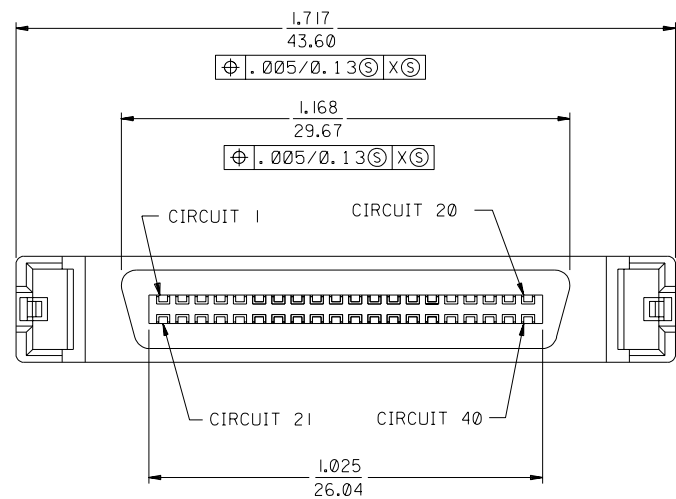 1.717
43.60
⌖ .005/0.13Ⓢ XⓈ
1.168
29.67
⌖ .005/0.13Ⓢ XⓈ
CIRCUIT 1
CIRCUIT 20
CIRCUIT 21
CIRCUIT 40
1.025
26.04